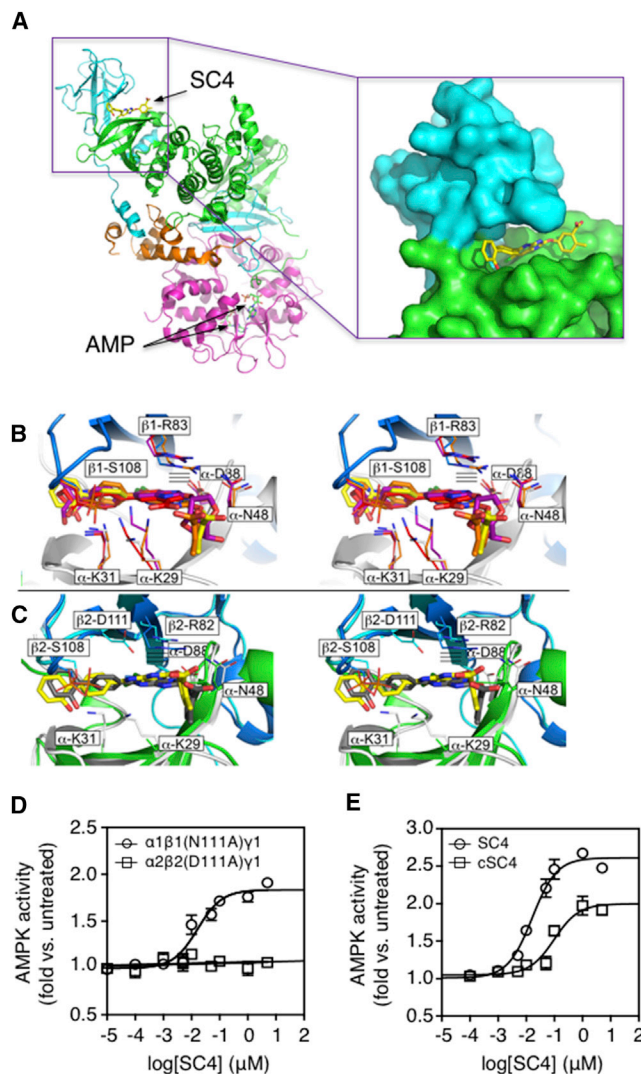 A
SC4
AMP
B
β1-R83
β1-S108
α-D88
α-N48
α-K31
α-K29
β1-R83
β1-S108
α-D88
α-N48
α-K31
α-K29
C
β2-D111
β2-R82
β2-S108
α-D88
α-N48
α-K31
α-K29
β2-D111
β2-R82
β2-S108
α-D88
α-N48
α-K31
α-K29
D
α1β1(N111A)γ1
α2β2(D111A)γ1
AMPK activity
(fold vs. untreated)
2.5
2.0
1.5
1.0
0.5
-5 -4 -3 -2 -1 0 1 2
log[SC4] (μM)
E
SC4
cSC4
AMPK activity
(fold vs. untreated)
3.0
2.5
2.0
1.5
1.0
0.5
-5 -4 -3 -2 -1 0 1 2
log[SC4] (μM)